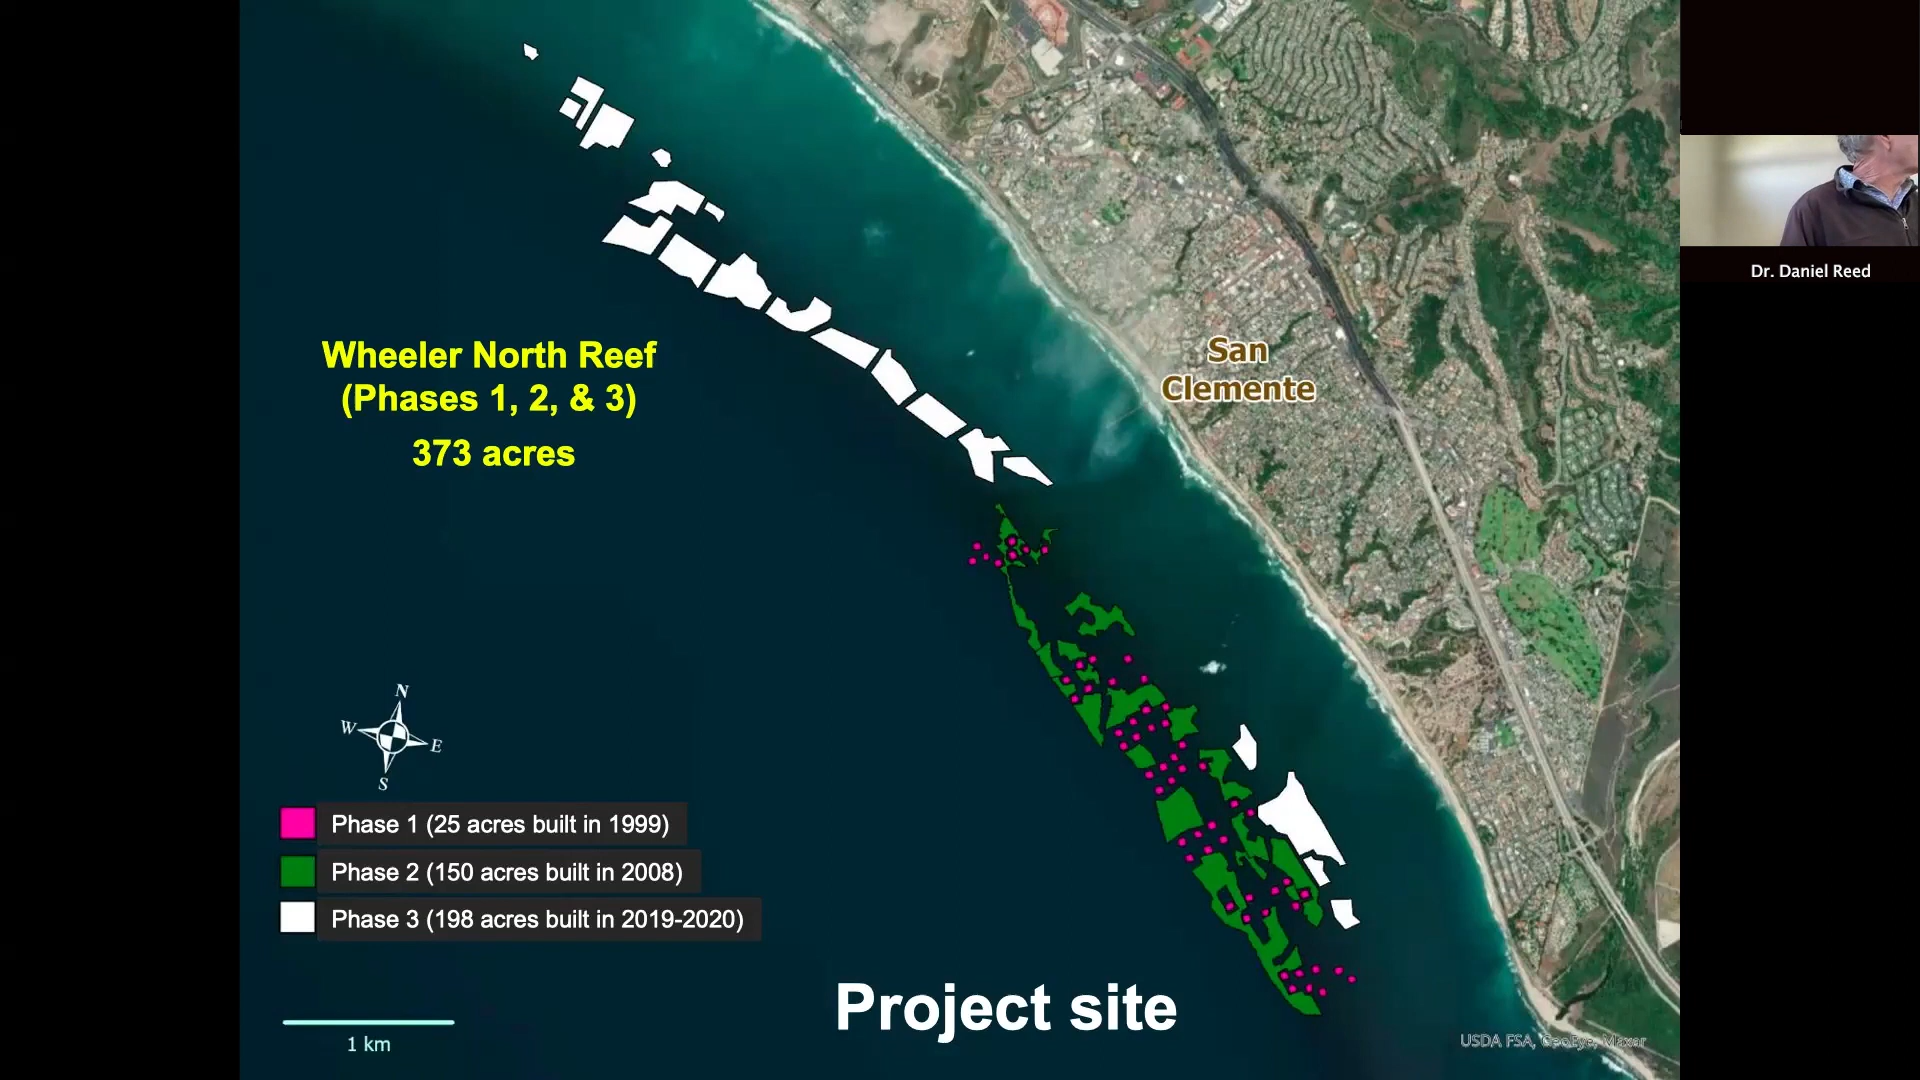 Dr. Daniel Reed
San
Clemente
Wheeler North Reef
(Phases 1, 2, & 3)
373 acres
N
W
E
S
Phase 1 (25 acres built in 1999)
Phase 2 (150 acres built in 2008)
Phase 3 (198 acres built in 2019-2020)
1 km
Project site
USDA FSA, GeoEye, Maxar